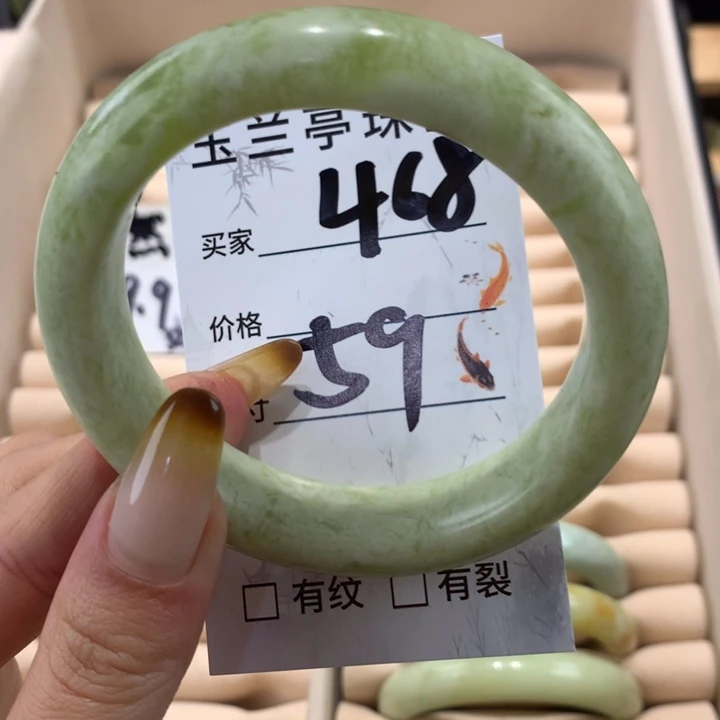 玉兰亭珠
买家 468
价格
寸 59
□ 有纹 □ 有裂